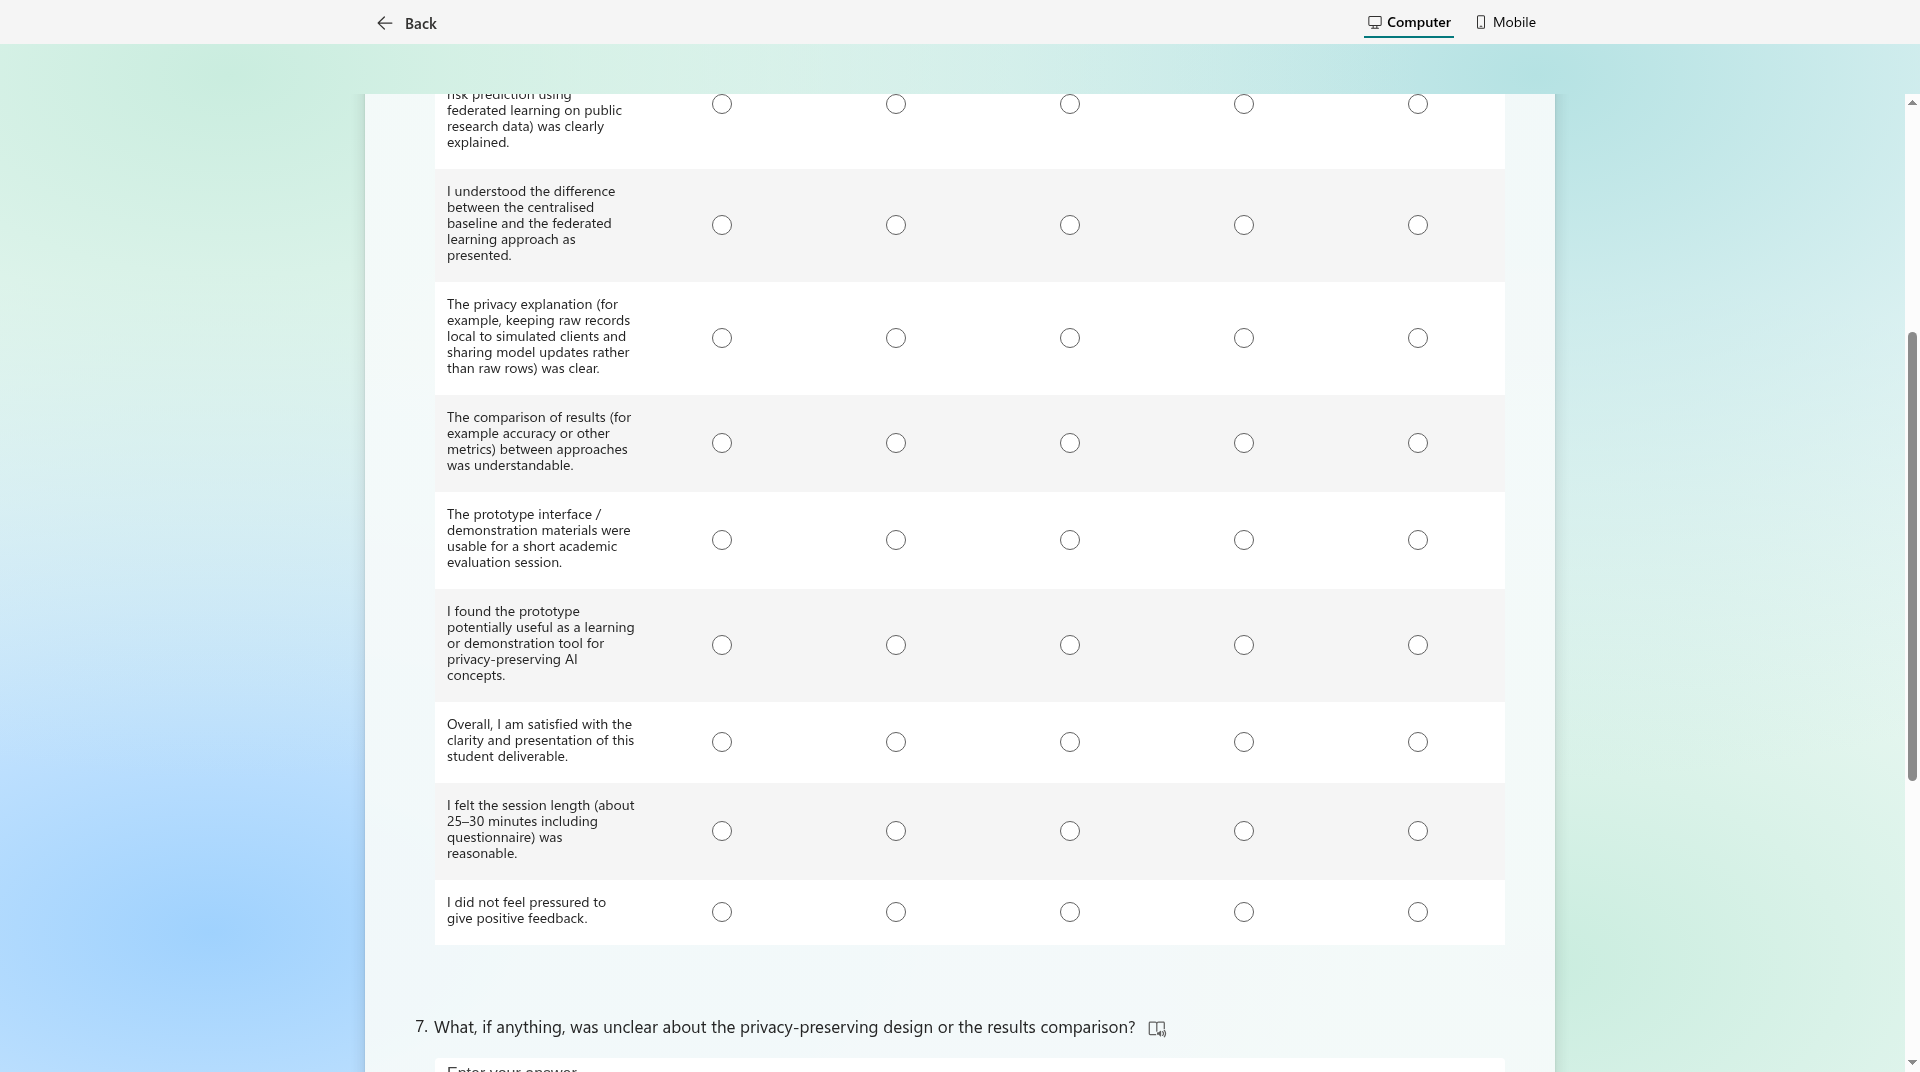 Back
Computer
Mobile
risk prediction using
federated learning on public
research data) was clearly
explained.
I understood the difference
between the centralised
baseline and the federated
learning approach as
presented.
The privacy explanation (for
example, keeping raw records
local to simulated clients and
sharing model updates rather
than raw rows) was clear.
The comparison of results (for
example accuracy or other
metrics) between approaches
was understandable.
The prototype interface /
demonstration materials were
usable for a short academic
evaluation session.
I found the prototype
potentially useful as a learning
or demonstration tool for
privacy-preserving AI
concepts.
Overall, I am satisfied with the
clarity and presentation of this
student deliverable.
I felt the session length (about
25–30 minutes including
questionnaire) was
reasonable.
I did not feel pressured to
give positive feedback.
7. What, if anything, was unclear about the privacy-preserving design or the results comparison?
Enter your answer